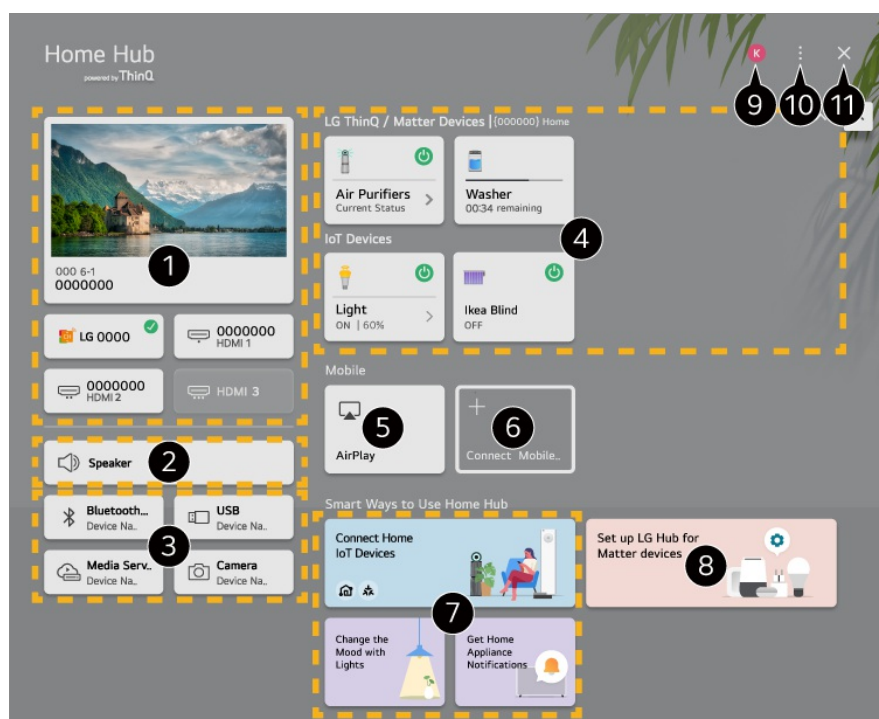 Home Hub
powered by ThinQ
K
9
10
11
1
000 6-1
0000000
LG 0000
0000000
HDMI 1
0000000
HDMI 2
HDMI 3
Speaker
2
Bluetooth...
Device Na..
USB
Device Na..
3
Media Serv..
Device Na..
Camera
Device Na..
LG ThinQ / Matter Devices | {000000} Home
Air Purifiers
Current Status
Washer
00:34 remaining
4
IoT Devices
Light
ON | 60%
Ikea Blind
OFF
Mobile
5
AirPlay
6
Connect Mobile..
Smart Ways to Use Home Hub
Connect Home
IoT Devices
7
Change the
Mood with
Lights
Get Home
Appliance
Notifications
Set up LG Hub for
Matter devices
8